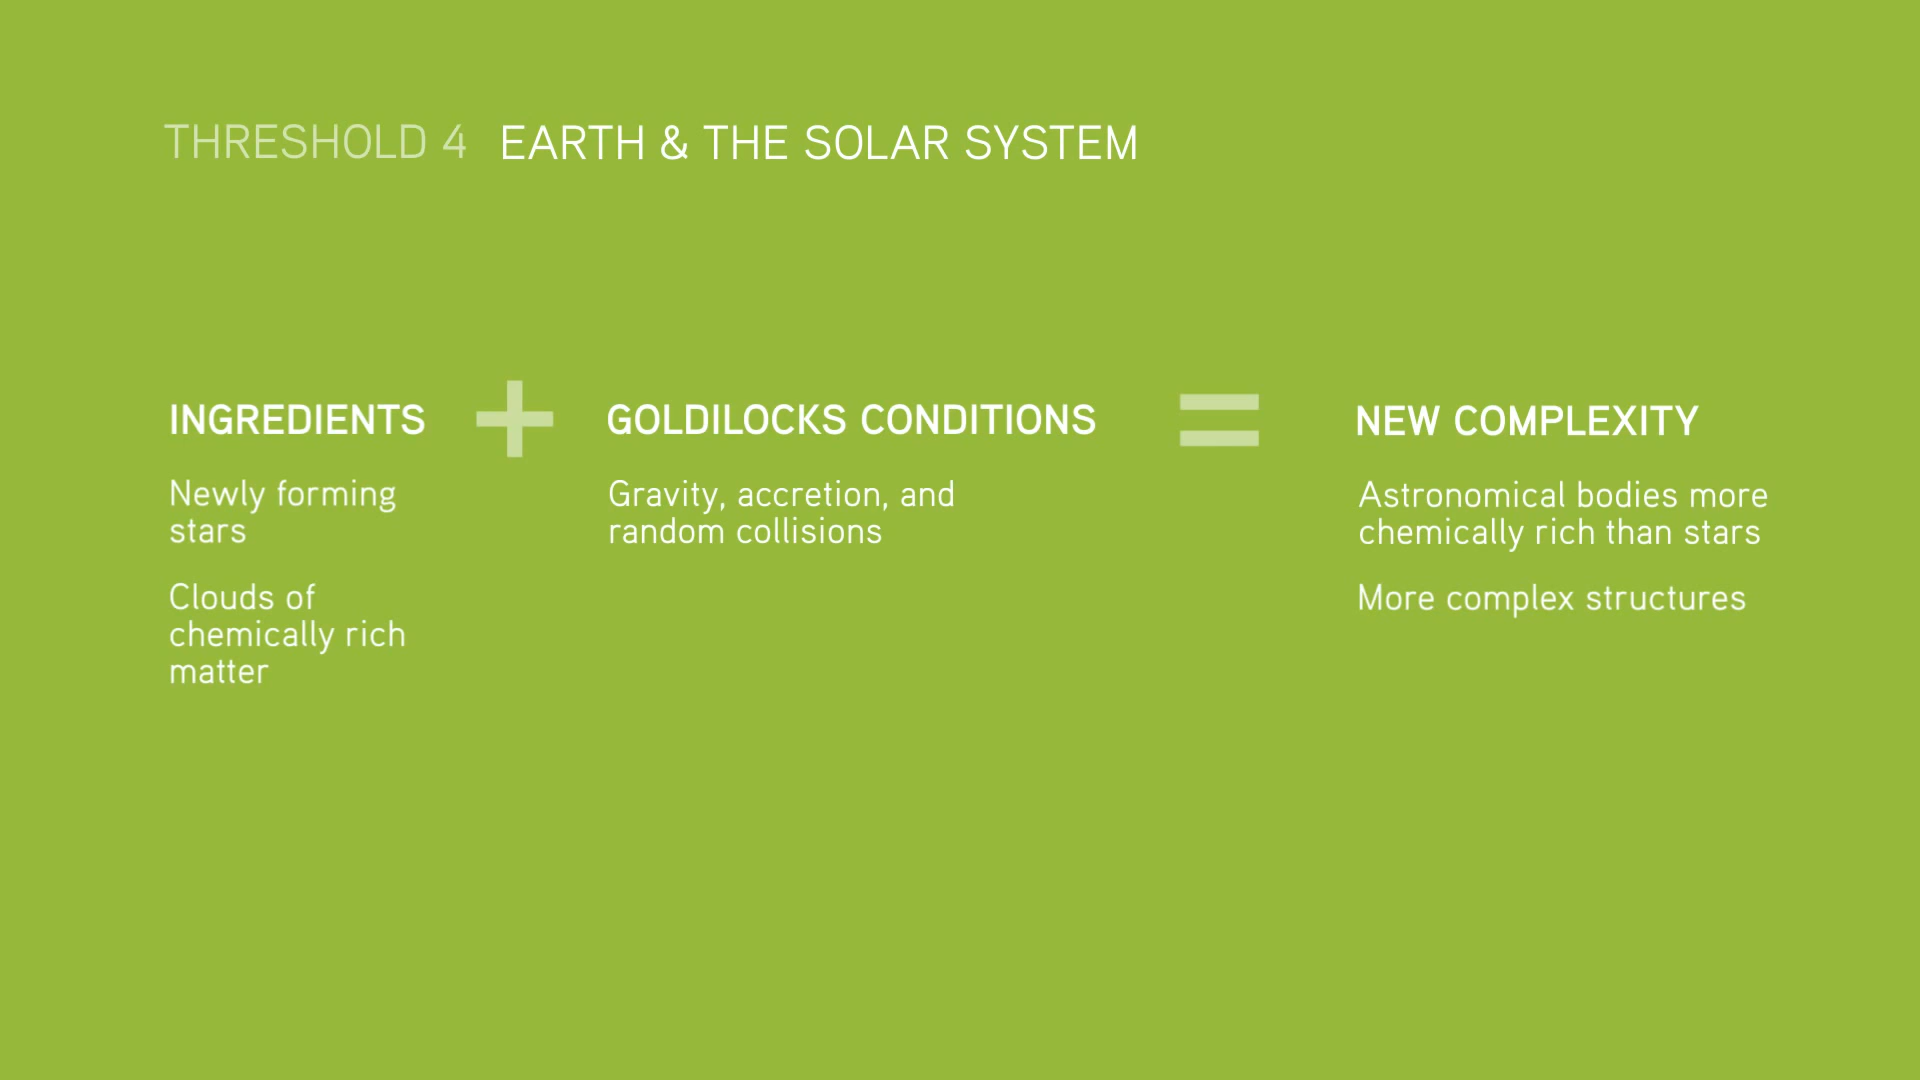 THRESHOLD 4 EARTH & THE SOLAR SYSTEM
INGREDIENTS + GOLDILOCKS CONDITIONS = NEW COMPLEXITY
Newly forming
stars
Clouds of
chemically rich
matter
Gravity, accretion, and
random collisions
Astronomical bodies more
chemically rich than stars
More complex structures